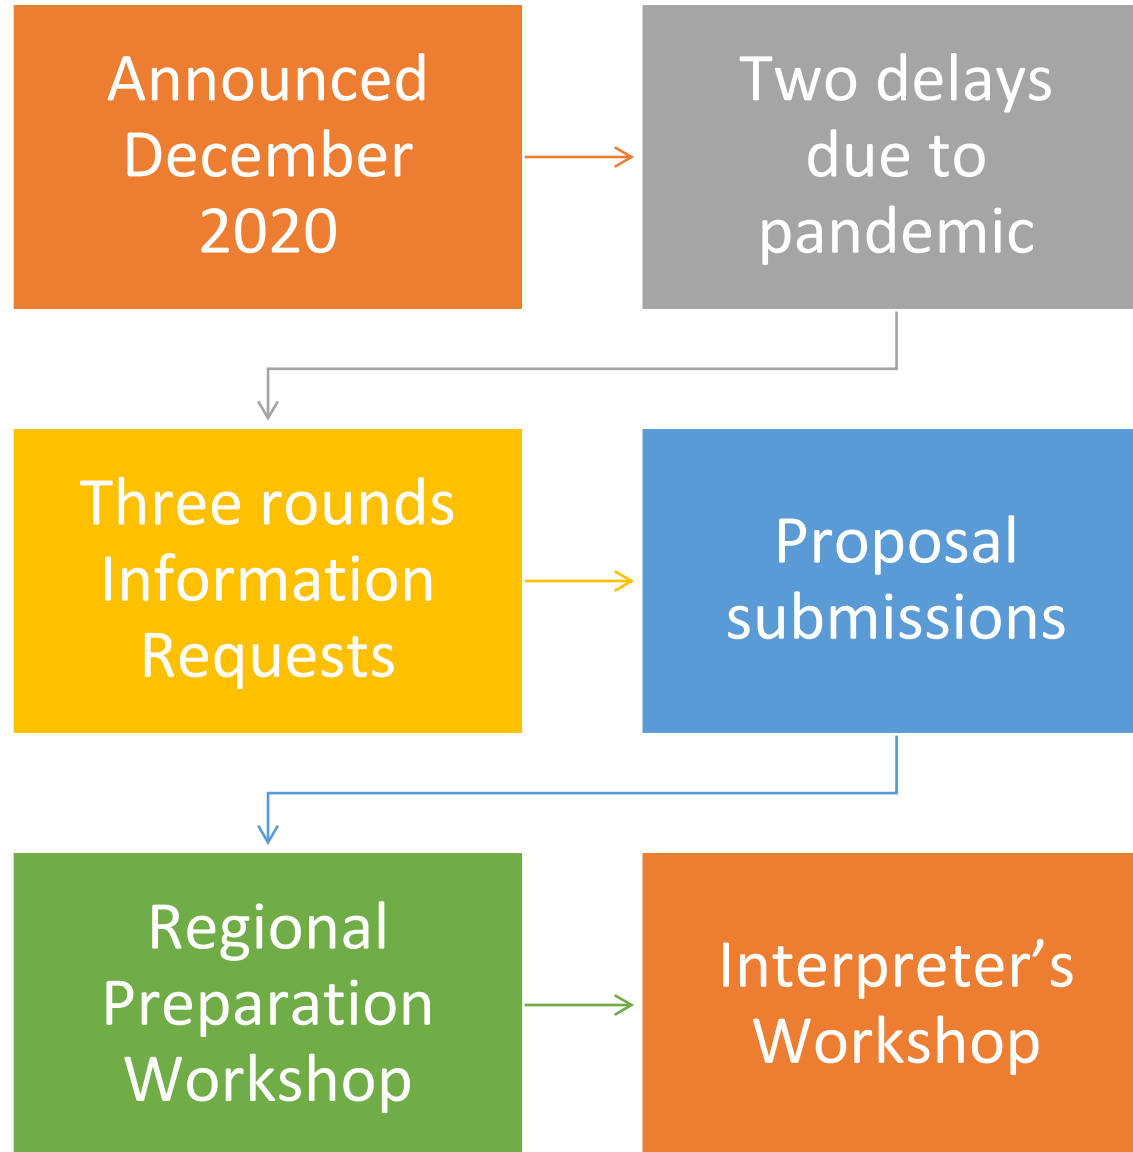 Announced
December
2020
Two delays
due to
pandemic
Three rounds
Information
Requests
Proposal
submissions
Regional
Preparation
Workshop
Interpreter’s
Workshop